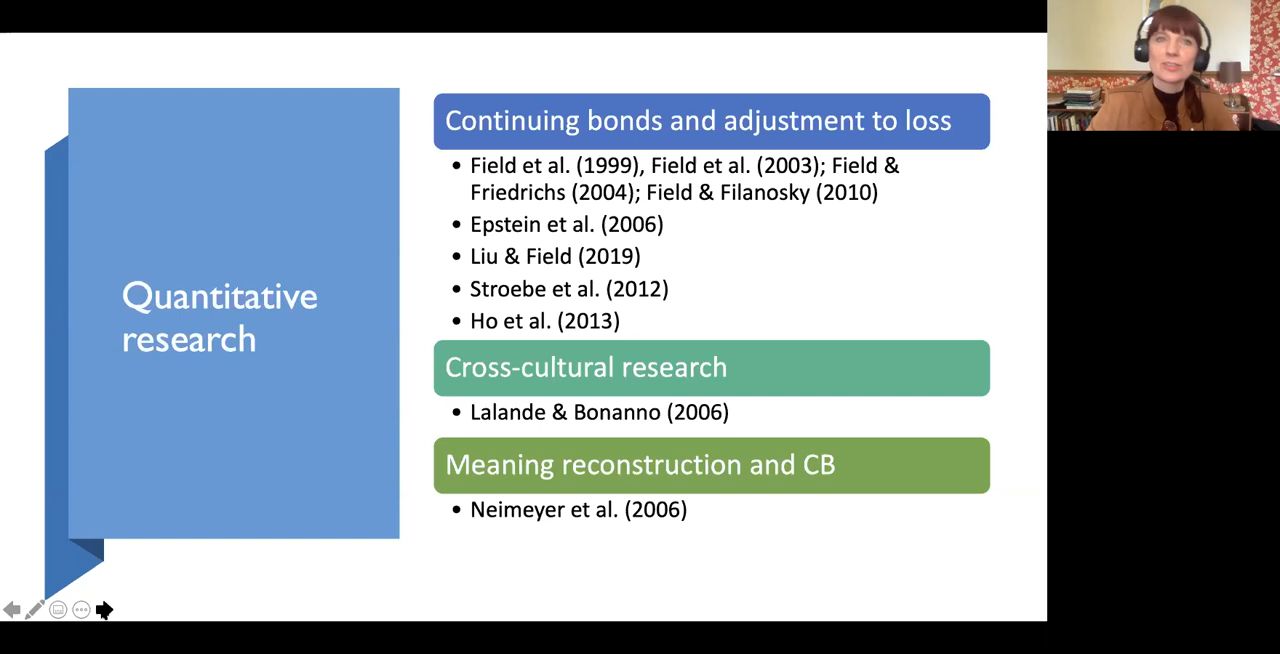 Quantitative
research
Continuing bonds and adjustment to loss
• Field et al. (1999), Field et al. (2003); Field &
Friedrichs (2004); Field & Filanosky (2010)
• Epstein et al. (2006)
• Liu & Field (2019)
• Stroebe et al. (2012)
• Ho et al. (2013)
Cross-cultural research
• Lalande & Bonanno (2006)
Meaning reconstruction and CB
• Neimeyer et al. (2006)